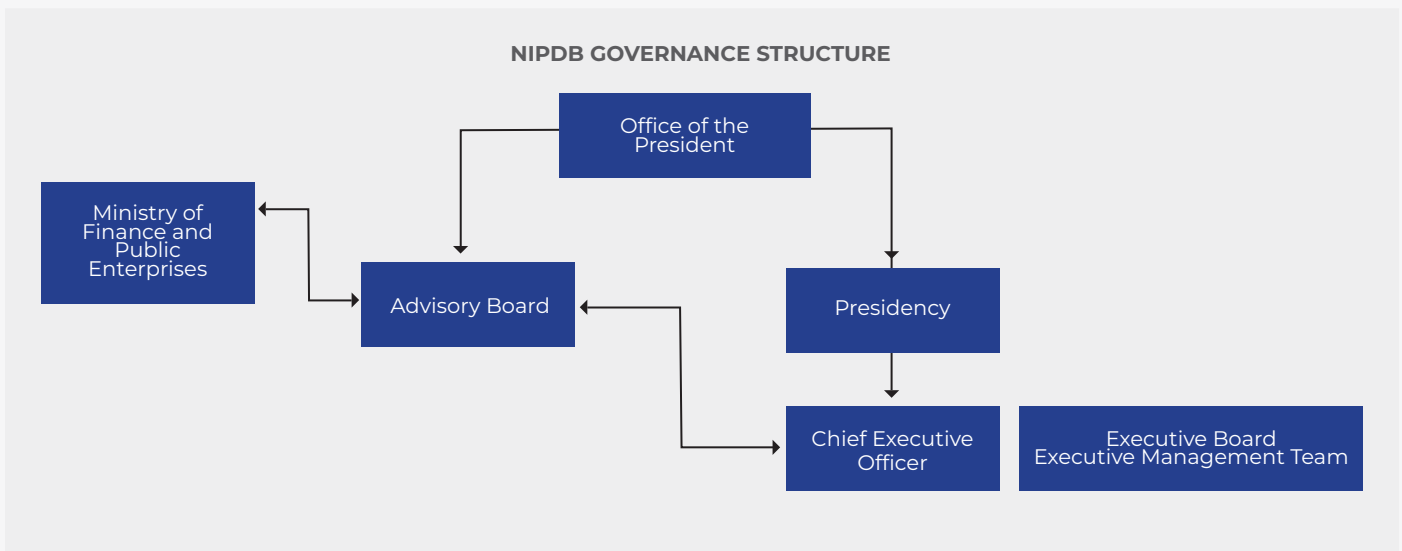 NIPDB GOVERNANCE STRUCTURE
Office of the
President
Ministry of
Finance and
Public
Enterprises
Advisory Board
Presidency
Chief Executive
Officer
Executive Board
Executive Management Team